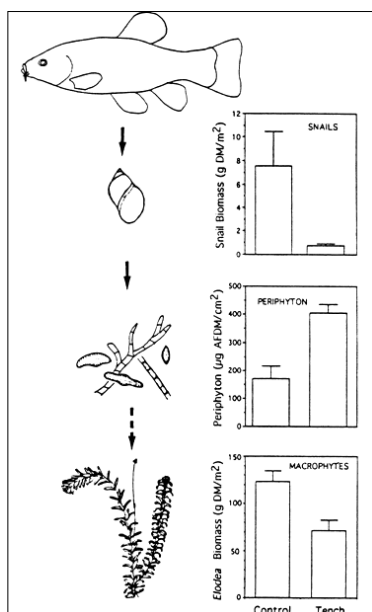 SNAILS
Snail Biomass (g DM/m²)
12
10
8
6
4
2
0
PERIPHYTON
Periphyton (µg AFDM/cm²)
500
400
300
200
100
0
MACROPHYTES
Elodea Biomass (g DM/m²)
150
100
50
0
Control Tench